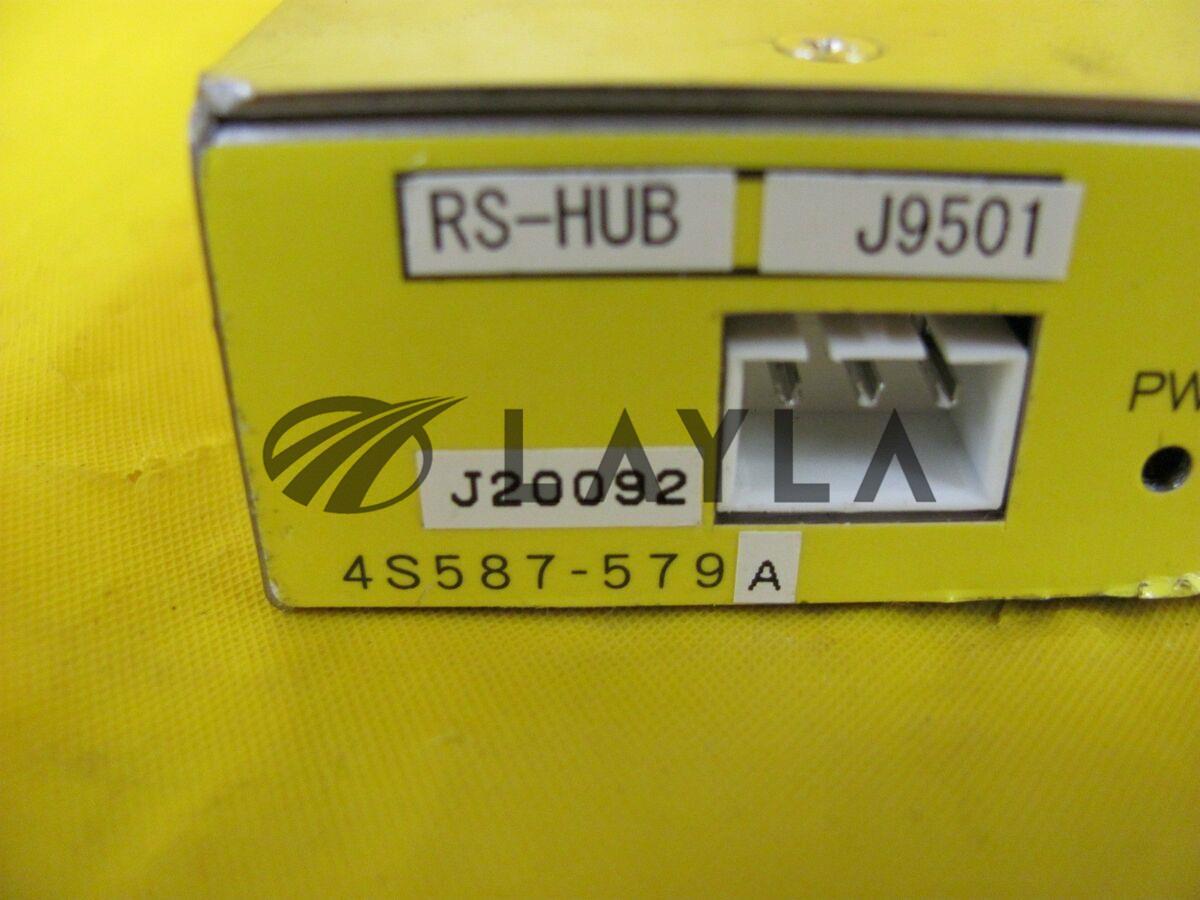 RS-HUB J9501
PW
LAYLA
J20092
4S587-579 A